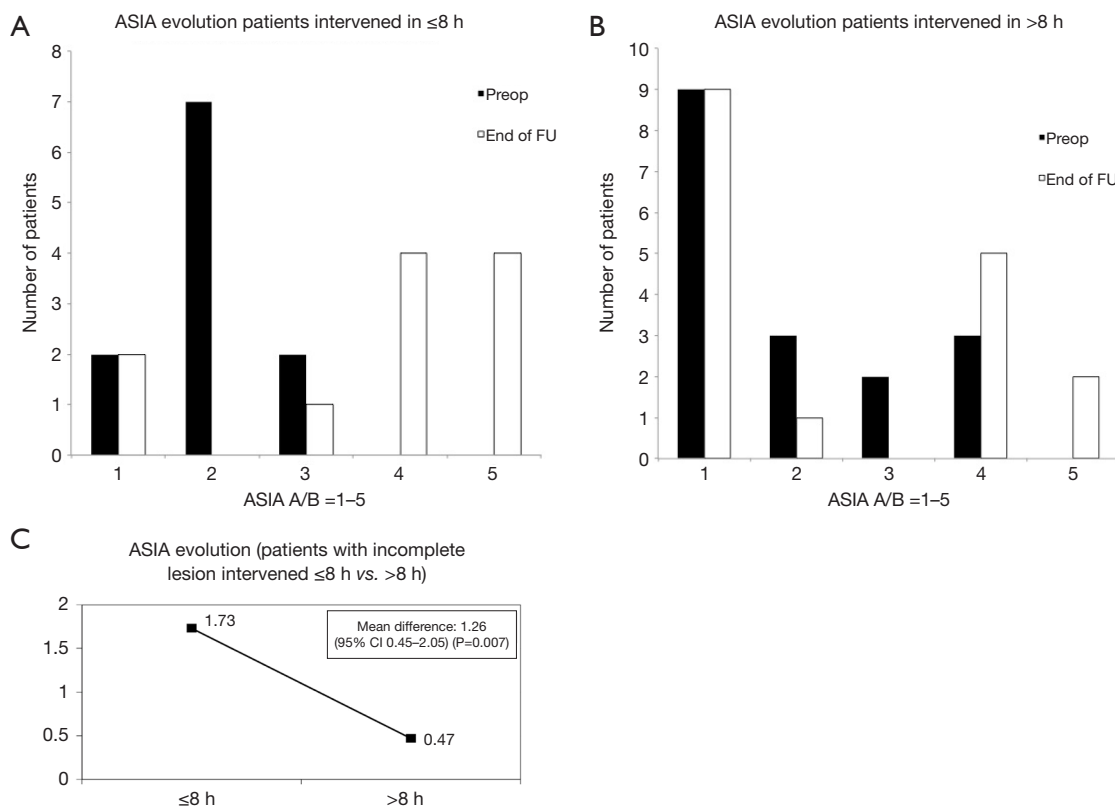 A
ASIA evolution patients intervened in ≤8 h
8
7
6
5
4
3
2
1
0
Number of patients
Preop
End of FU
1 2 3 4 5
ASIA A/B =1–5
B
ASIA evolution patients intervened in >8 h
10
9
8
7
6
5
4
3
2
1
0
Number of patients
Preop
End of FU
1 2 3 4 5
ASIA A/B =1–5
C
ASIA evolution (patients with incomplete
lesion intervened ≤8 h vs. >8 h)
2
1.5
1
0.5
0
1.73
Mean difference: 1.26
(95% CI 0.45–2.05) (P=0.007)
0.47
≤8 h >8 h